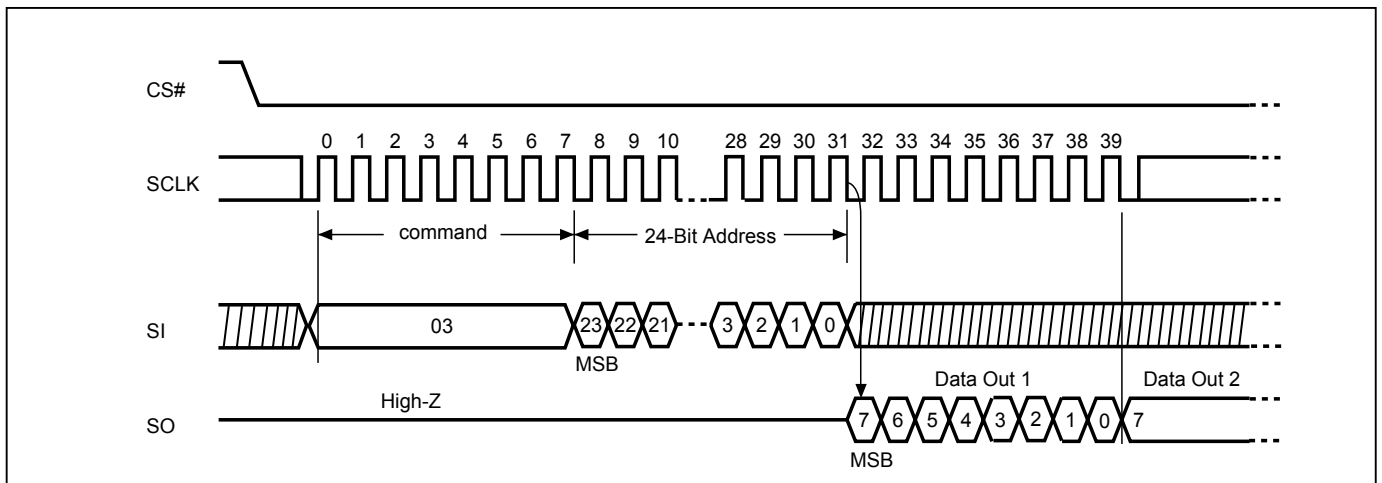 CS#
0 1 2 3 4 5 6 7 8 9 10 28 29 30 31 32 33 34 35 36 37 38 39
SCLK
command 24-Bit Address
SI 03 23 22 21 3 2 1 0
MSB
Data Out 1 Data Out 2
High-Z
SO 7 6 5 4 3 2 1 0 7
MSB